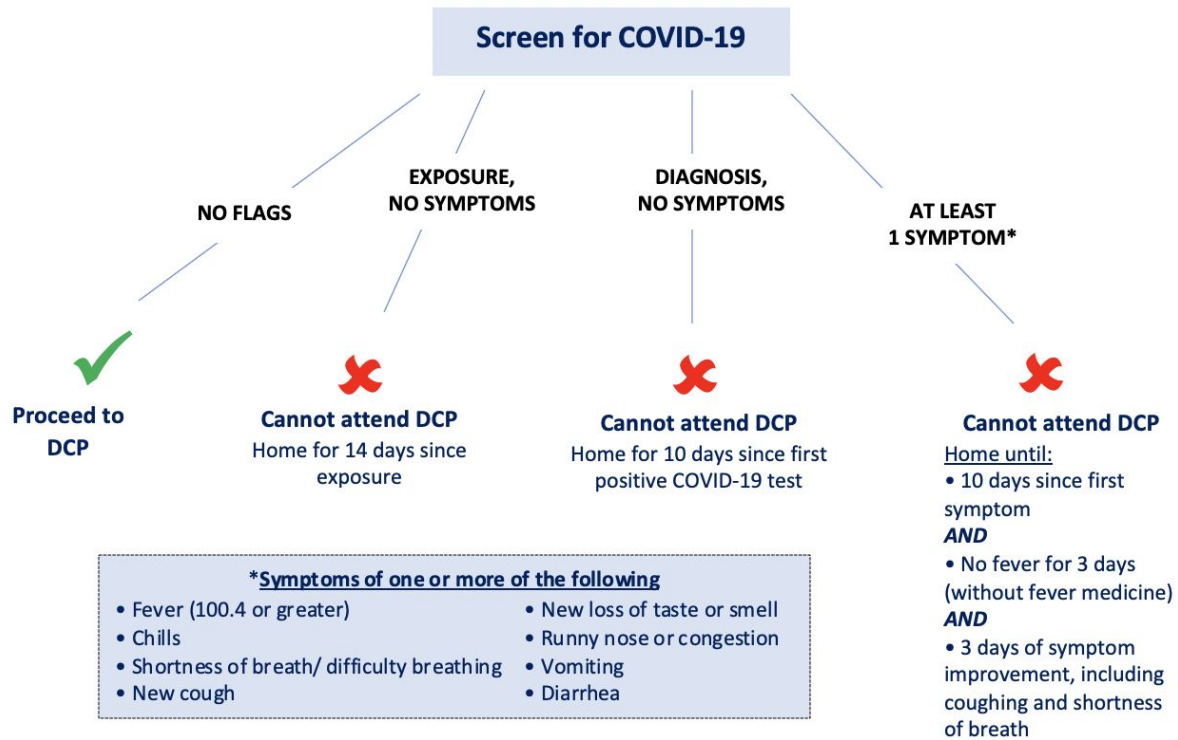 Screen for COVID-19
NO FLAGS
EXPOSURE,
NO SYMPTOMS
DIAGNOSIS,
NO SYMPTOMS
AT LEAST
1 SYMPTOM*
Proceed to
DCP
Cannot attend DCP
Home for 14 days since
exposure
Cannot attend DCP
Home for 10 days since first
positive COVID-19 test
Cannot attend DCP
Home until:
• 10 days since first
symptom
AND
• No fever for 3 days
(without fever medicine)
AND
• 3 days of symptom
improvement, including
coughing and shortness
of breath
*Symptoms of one or more of the following
• Fever (100.4 or greater)
• Chills
• Shortness of breath/ difficulty breathing
• New cough
• New loss of taste or smell
• Runny nose or congestion
• Vomiting
• Diarrhea